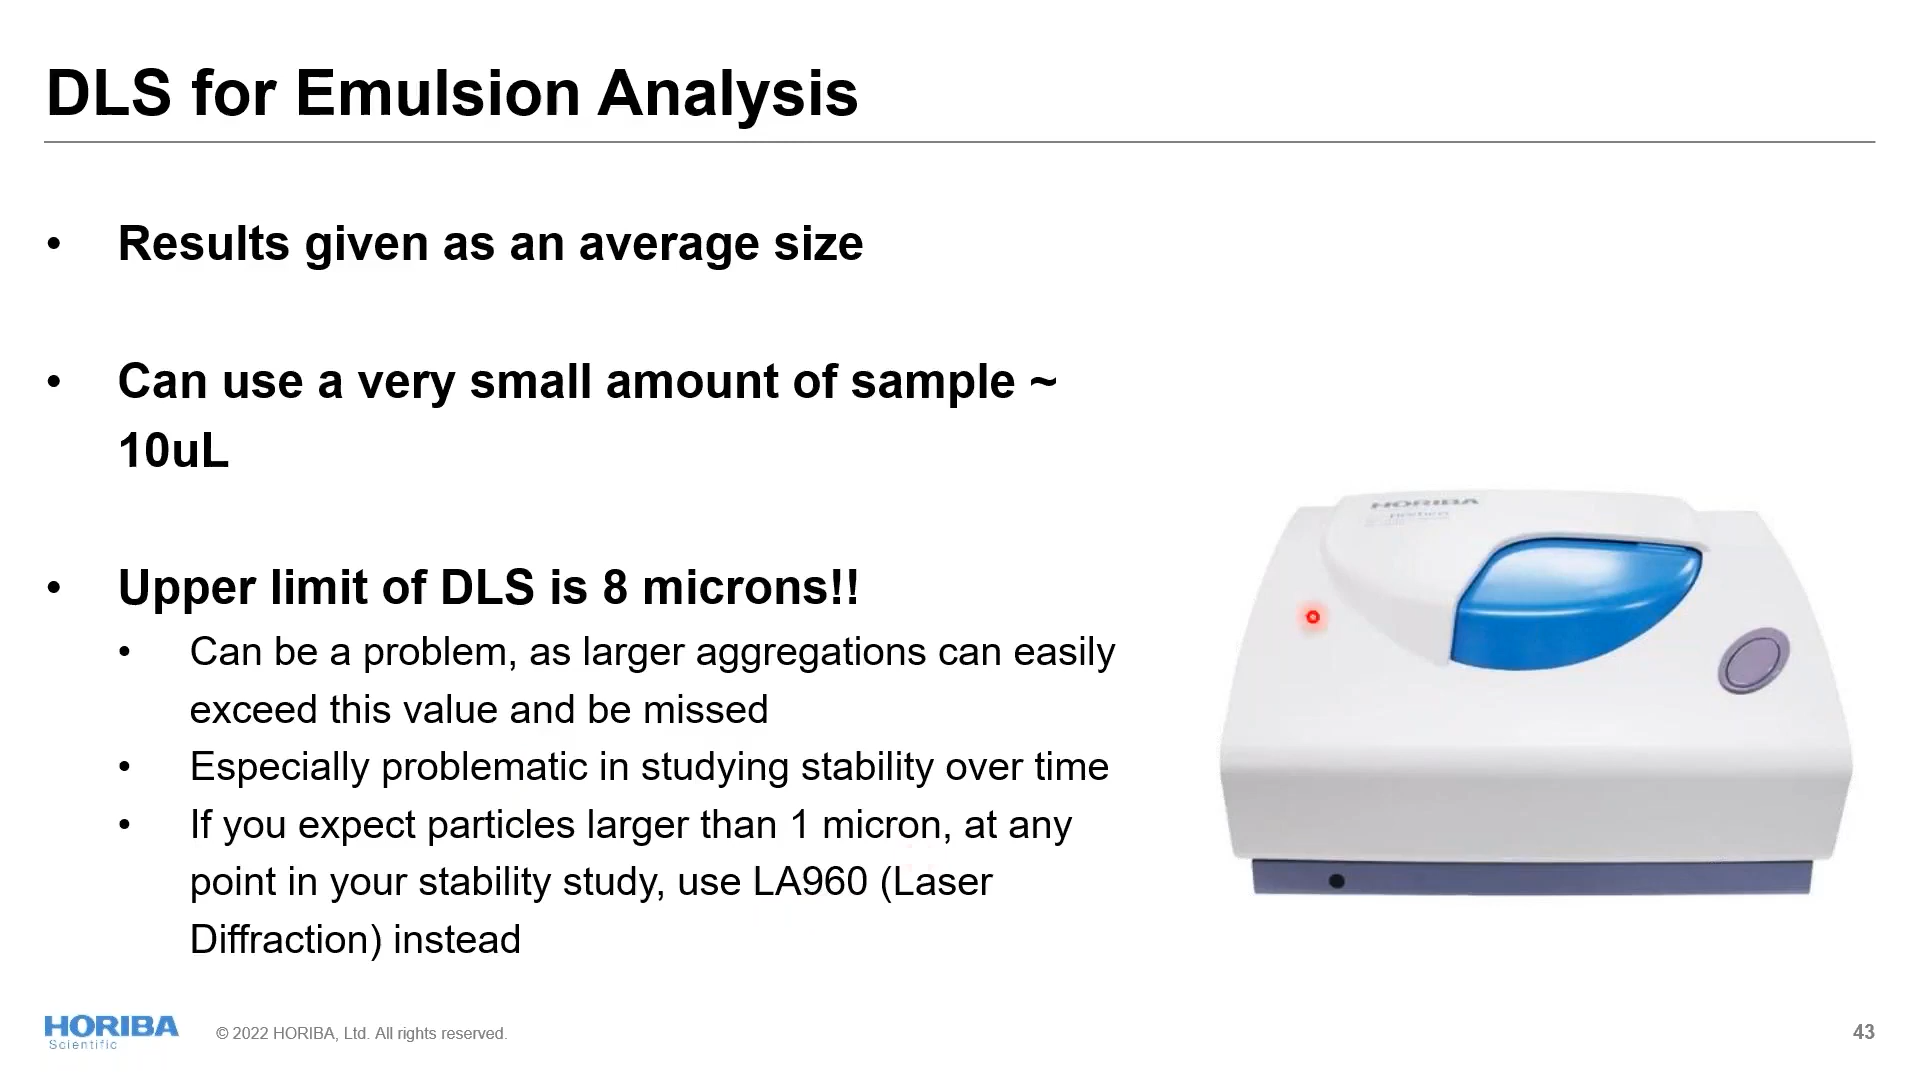 DLS for Emulsion Analysis
• Results given as an average size
• Can use a very small amount of sample ~
10uL
• Upper limit of DLS is 8 microns!!
• Can be a problem, as larger aggregations can easily
exceed this value and be missed
• Especially problematic in studying stability over time
• If you expect particles larger than 1 micron, at any
point in your stability study, use LA960 (Laser
Diffraction) instead
HORIBA
HORIBA
Scientific
© 2022 HORIBA, Ltd. All rights reserved.
43